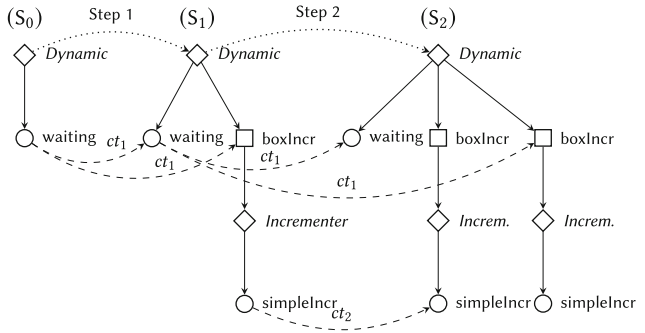 (S₀) Step 1 (S₁) Step 2 (S₂)
Dynamic Dynamic Dynamic
waiting ct₁ waiting ct₁ boxIncr ct₁ waiting boxIncr boxIncr
ct₁
Incrementer Increm. Increm.
simpleIncr simpleIncr simpleIncr
ct₂